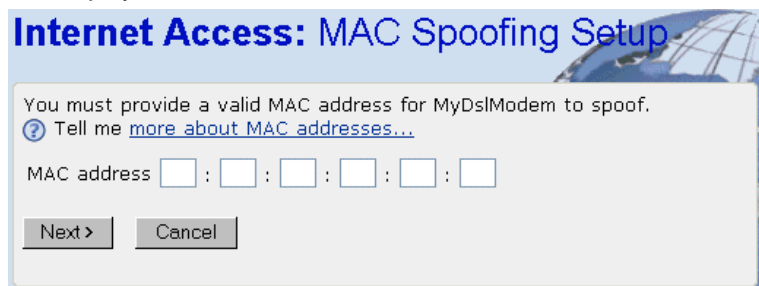 Internet Access: MAC Spoofing Setup
You must provide a valid MAC address for MyDslModem to spoof.
? Tell me more about MAC addresses...
MAC address : : : : :
Next > Cancel